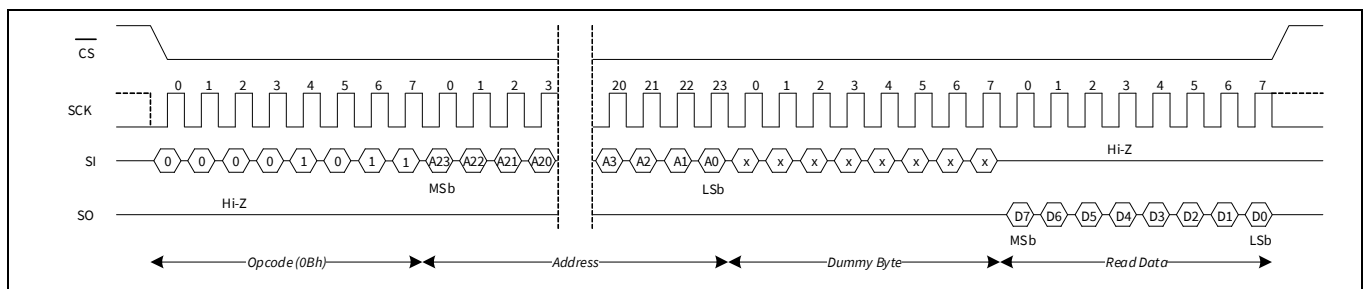 CS
0 1 2 3 4 5 6 7 0 1 2 3 20 21 22 23 0 1 2 3 4 5 6 7 0 1 2 3 4 5 6 7
SCK
Hi-Z
SI 0 0 0 0 1 0 1 1 A23 A22 A21 A20 A3 A2 A1 A0 x x x x x x x x
MSb LSb
Hi-Z
SO D7 D6 D5 D4 D3 D2 D1 D0
MSb LSb
Opcode (0Bh) Address Dummy Byte Read Data